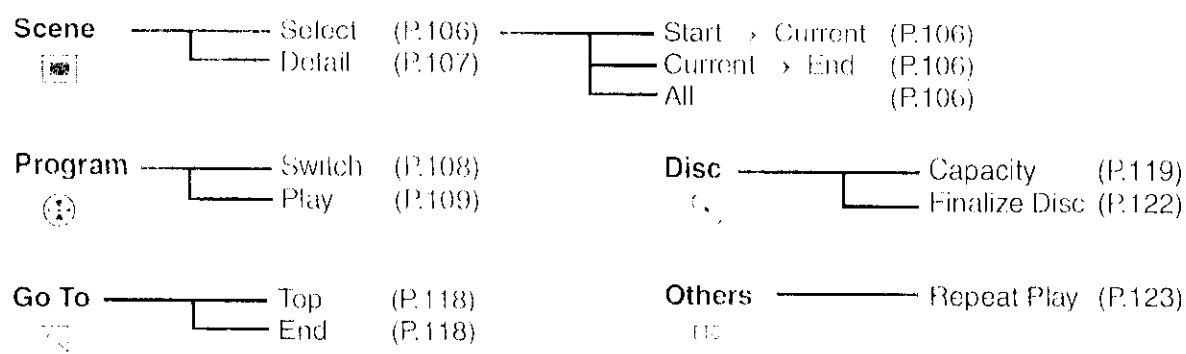 Scene Select (P.106) Start → Current (P.106)
Detail (P.107) Current → End (P.106)
All (P.106)
Program Switch (P.108) Disc Capacity (P.119)
Play (P.109) Finalize Disc (P.122)
Go To Top (P.118) Others Repeat Play (P.123)
End (P.118)